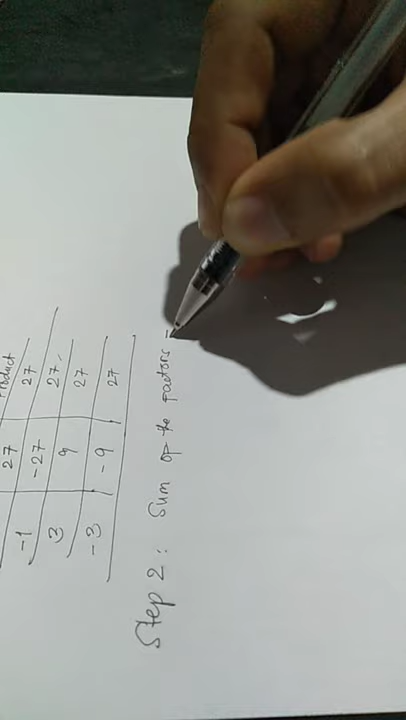 Product
27 27
-1 -27 27
3 9 27
-3 -9 27
Step 2: Sum of the factors =